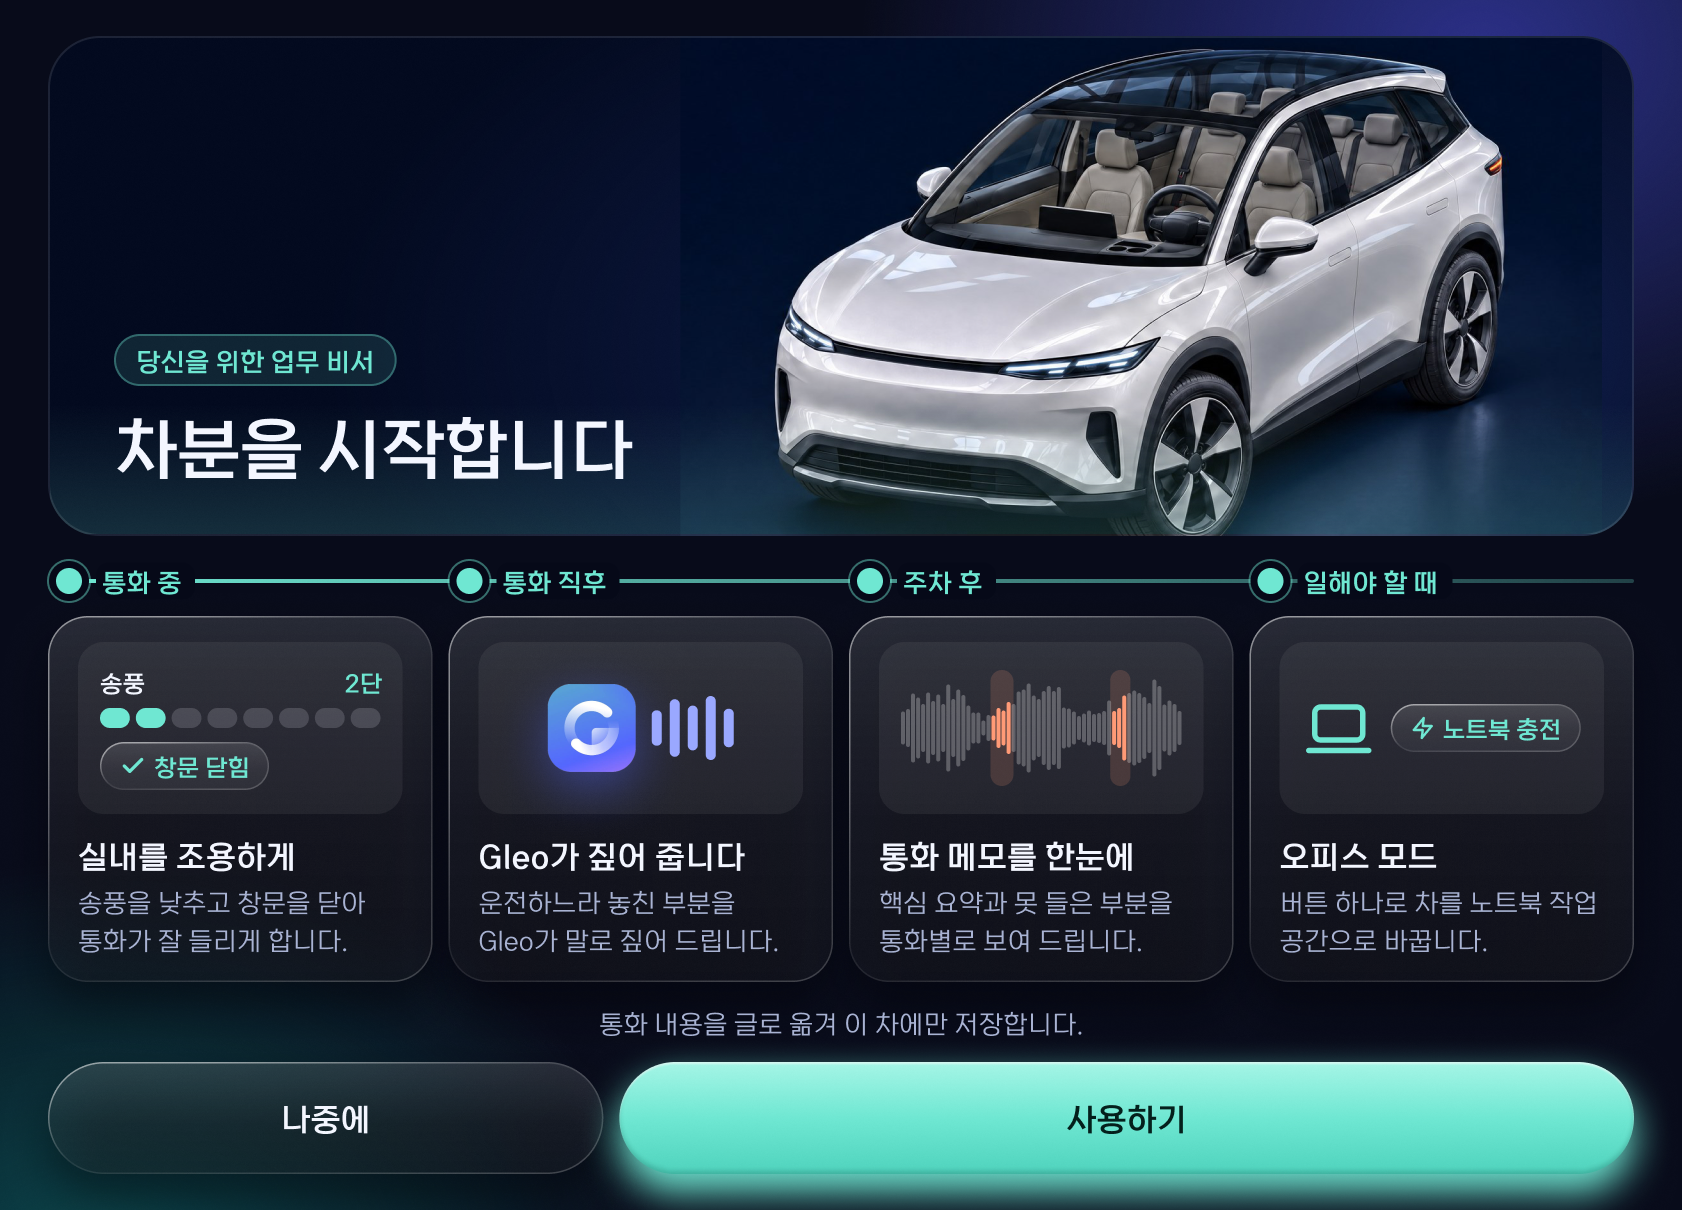 당신을 위한 업무 비서
차분을 시작합니다
통화 중
통화 직후
주차 후
일해야 할 때
송풍 2단
창문 닫힘
실내를 조용하게
송풍을 낮추고 창문을 닫아
통화가 잘 들리게 합니다.
Gleo가 짚어 줍니다
운전하느라 놓친 부분을
Gleo가 말로 짚어 드립니다.
통화 메모를 한눈에
핵심 요약과 못 들은 부분을
통화별로 보여 드립니다.
노트북 충전
오피스 모드
버튼 하나로 차를 노트북 작업
공간으로 바꿉니다.
통화 내용을 글로 옮겨 이 차에만 저장합니다.
나중에
사용하기